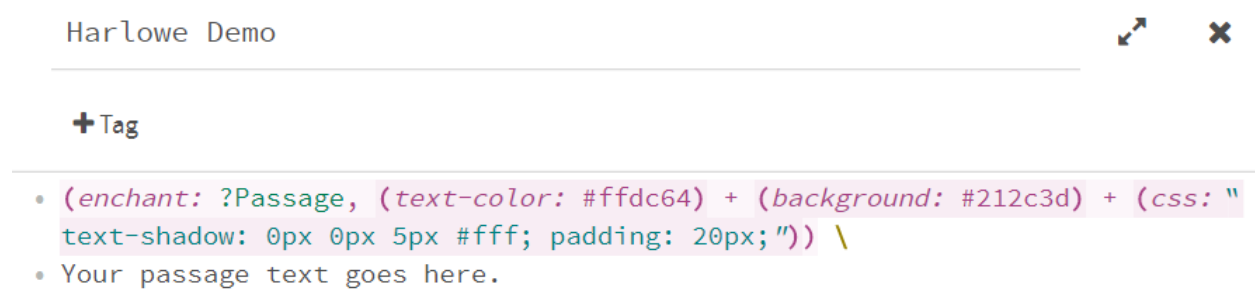 Harlowe Demo
+ Tag
(enchant: ?Passage, (text-color: #ffdc64) + (background: #212c3d) + (css: "
text-shadow: 0px 0px 5px #fff; padding: 20px;")) \
Your passage text goes here.